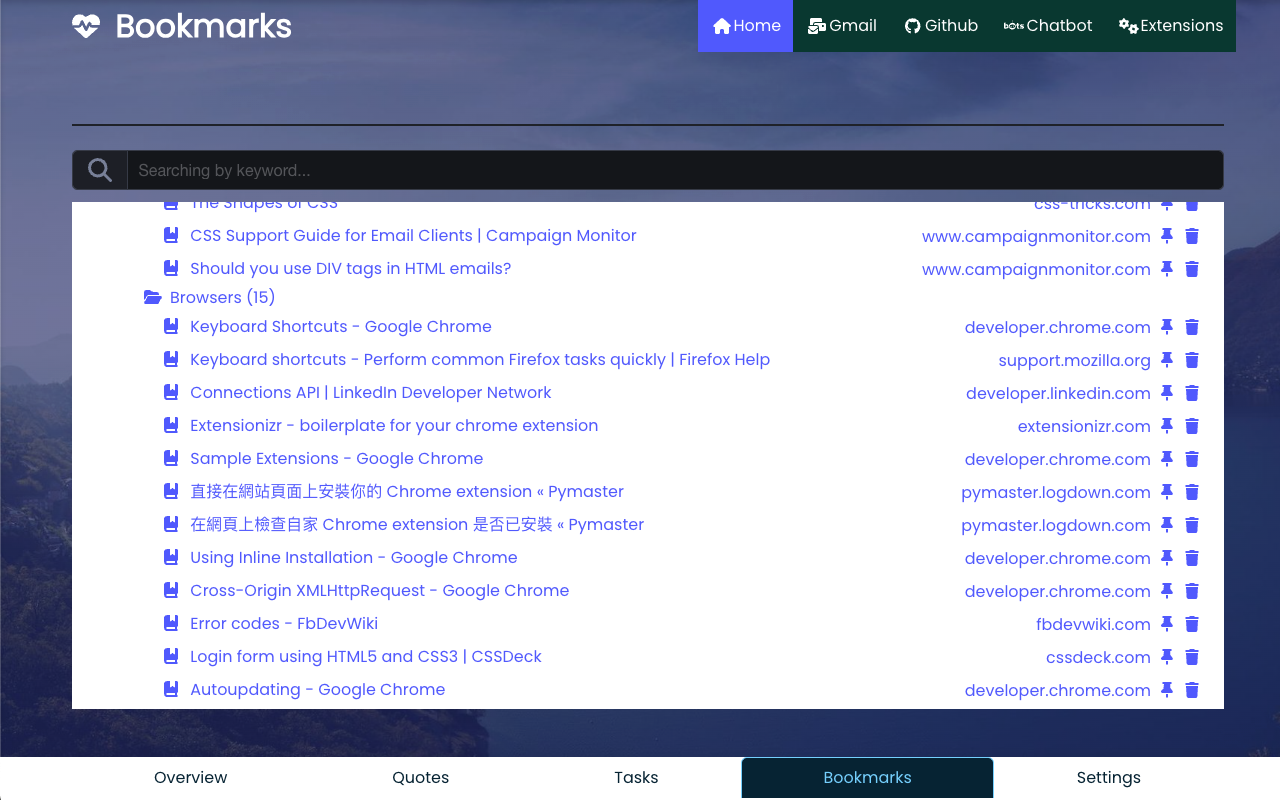 Bookmarks
Home Gmail Github bots Chatbot Extensions
Searching by keyword...
The Shapes of CSS css-tricks.com
CSS Support Guide for Email Clients | Campaign Monitor www.campaignmonitor.com
Should you use DIV tags in HTML emails? www.campaignmonitor.com
Browsers (15)
Keyboard Shortcuts - Google Chrome developer.chrome.com
Keyboard shortcuts - Perform common Firefox tasks quickly | Firefox Help support.mozilla.org
Connections API | LinkedIn Developer Network developer.linkedin.com
Extensionizr - boilerplate for your chrome extension extensionizr.com
Sample Extensions - Google Chrome developer.chrome.com
直接在網站頁面上安裝你的 Chrome extension « Pymaster pymaster.logdown.com
在網頁上檢查自家 Chrome extension 是否已安裝 « Pymaster pymaster.logdown.com
Using Inline Installation - Google Chrome developer.chrome.com
Cross-Origin XMLHttpRequest - Google Chrome developer.chrome.com
Error codes - FbDevWiki fbdevwiki.com
Login form using HTML5 and CSS3 | CSSDeck cssdeck.com
Autoupdating - Google Chrome developer.chrome.com
Overview Quotes Tasks Bookmarks Settings